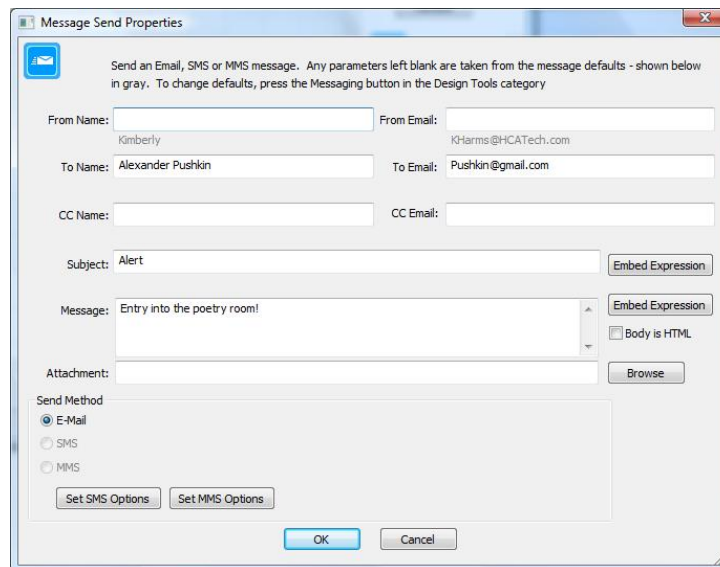 Message Send Properties
Send an Email, SMS or MMS message. Any parameters left blank are taken from the message defaults - shown below
in gray. To change defaults, press the Messaging button in the Design Tools category
From Name: From Email:
Kimberly KHarms@HCATech.com
To Name: Alexander Pushkin To Email: Pushkin@gmail.com
CC Name: CC Email:
Subject: Alert Embed Expression
Message: Entry into the poetry room! Embed Expression
Body is HTML
Attachment: Browse
Send Method
E-Mail
SMS
MMS
Set SMS Options Set MMS Options
OK Cancel